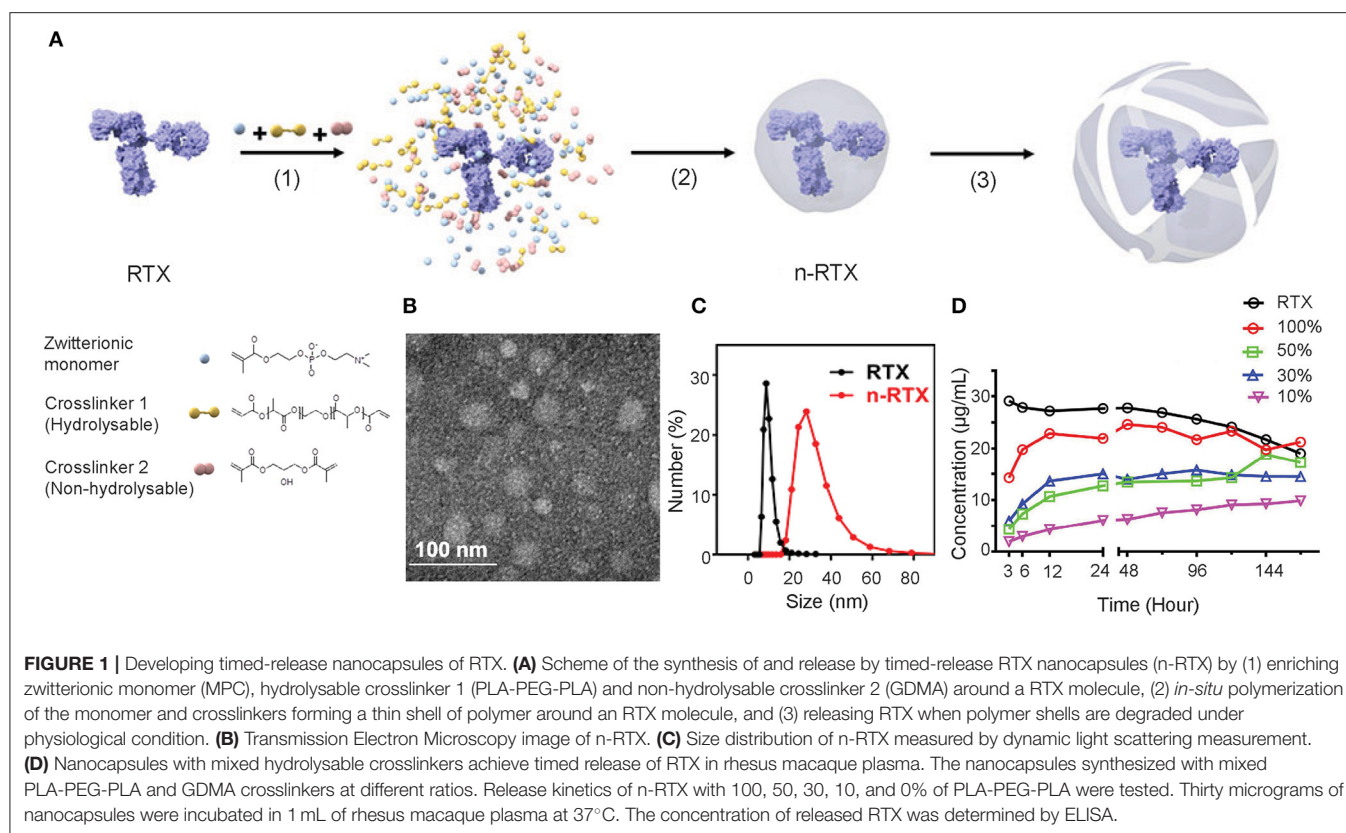 A
+ + 
(1)
(2)
(3)
RTX
n-RTX
Zwitterionic
monomer
Crosslinker 1
(Hydrolysable)
Crosslinker 2
(Non-hydrolysable)
O
O
O
O⁻
P
O
O
N⁺
O
O
O
O
O
O
O
O
O
O
O
OH
O
O
B
100 nm
C
RTX
n-RTX
Number (%)
30
20
10
0
0 20 40 60 80
Size (nm)
D
RTX
100%
50%
30%
10%
Concentration (µg/mL)
30
20
10
0
3 6 12 24 48 96 144
Time (Hour)
FIGURE 1 | Developing timed-release nanocapsules of RTX. (A) Scheme of the synthesis of and release by timed-release RTX nanocapsules (n-RTX) by (1) enriching
zwitterionic monomer (MPC), hydrolysable crosslinker 1 (PLA-PEG-PLA) and non-hydrolysable crosslinker 2 (GDMA) around a RTX molecule, (2) in-situ polymerization
of the monomer and crosslinkers forming a thin shell of polymer around an RTX molecule, and (3) releasing RTX when polymer shells are degraded under
physiological condition. (B) Transmission Electron Microscopy image of n-RTX. (C) Size distribution of n-RTX measured by dynamic light scattering measurement.
(D) Nanocapsules with mixed hydrolysable crosslinkers achieve timed release of RTX in rhesus macaque plasma. The nanocapsules synthesized with mixed
PLA-PEG-PLA and GDMA crosslinkers at different ratios. Release kinetics of n-RTX with 100, 50, 30, 10, and 0% of PLA-PEG-PLA were tested. Thirty micrograms of
nanocapsules were incubated in 1 mL of rhesus macaque plasma at 37°C. The concentration of released RTX was determined by ELISA.